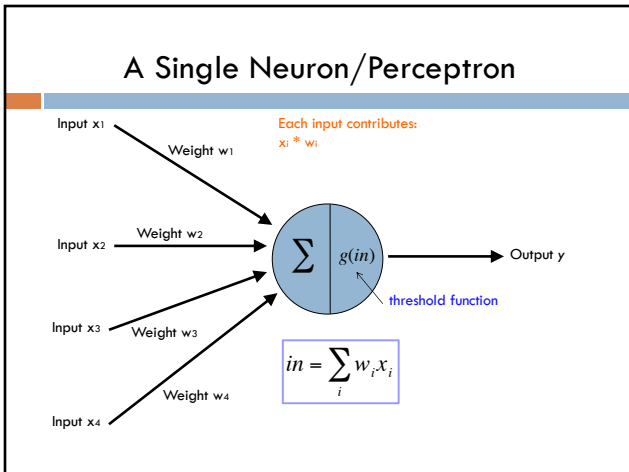 A Single Neuron/Perceptron
Input x1
Each input contributes:
xi * wi
Weight w1
Input x2
Weight w2
∑ g(in)
Output y
threshold function
Input x3
Weight w3
in = ∑ w i x i
i
Weight w4
Input x4